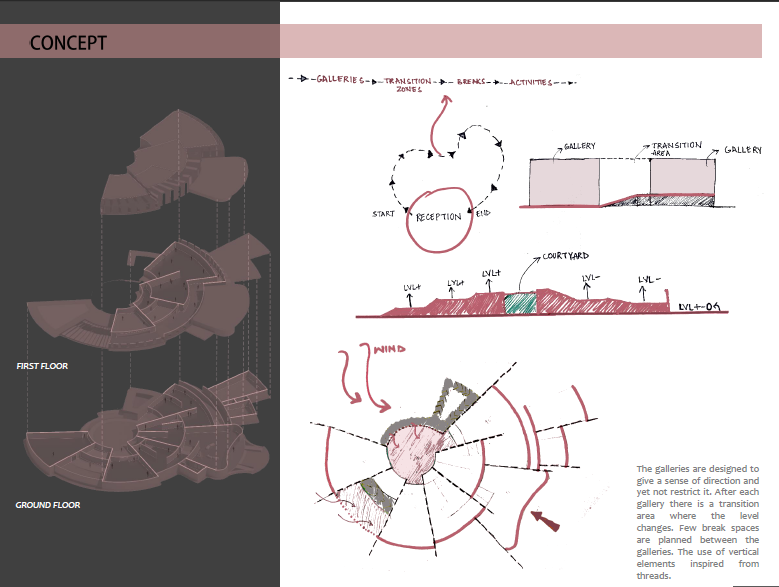 CONCEPT
GALLERIES
TRANSITION
ZONES
BREAKS
ACTIVITIES
GALLERY
TRANSITION
AREA
GALLERY
START
RECEPTION
END
COURTYARD
LVL+
LVL+
LVL+
LVL-
LVL-
WIND
FIRST FLOOR
GROUND FLOOR
The galleries are designed to
give a sense of direction and
yet not restrict it. After each
gallery there is a transition
area where the level
changes. Few break spaces
are planned between the
galleries. The use of vertical
elements inspired from
threads.